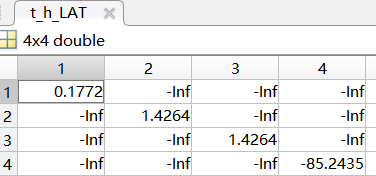 t_h_LAT
4x4 double
1 2 3 4
1 0.1772 -Inf -Inf -Inf
2 -Inf 1.4264 -Inf -Inf
3 -Inf -Inf 1.4264 -Inf
4 -Inf -Inf -Inf -85.2435